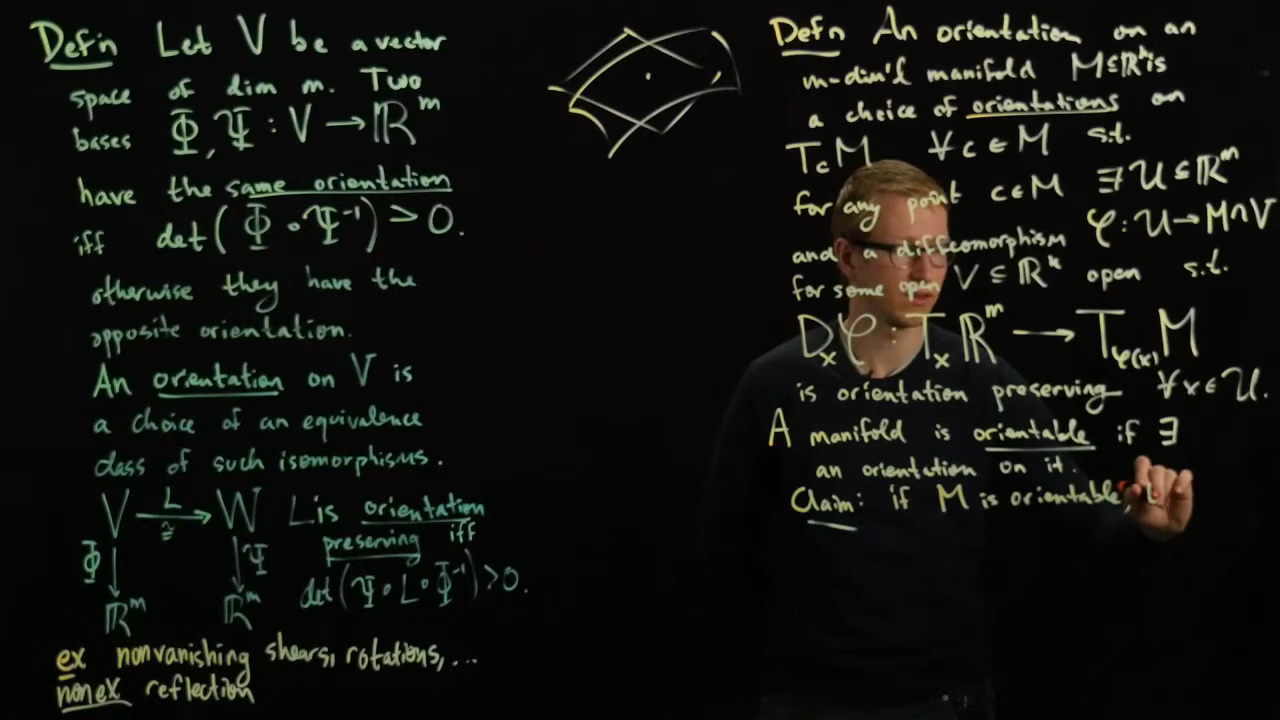 Def'n Let V be a vector
space of dim m. Two
bases Φ, Ψ : V → ℝ^m
have the same orientation
iff det(Φ∘Ψ⁻¹) > 0.
otherwise they have the
opposite orientation.
An orientation on V is
a choice of an equivalence
class of such isomorphisms.
V L→ ≅ W L is orientation
preserving iff
Φ ↓ ↓ Ψ det(Ψ∘L∘Φ⁻¹) > 0.
ℝ^m ℝ^m
ex nonvanishing shears, rotations, ...
nonex reflection
Defn An orientation on an
m-dim'l manifold M⊆ℝ^k is
a choice of orientations on
T_cM ∀ c ∈ M s.t.
for any point c∈M ∃ U ⊆ ℝ^m
and a diffeomorphism φ : U → M∩V
for some open V ⊆ ℝ^k open s.t.
D_xφ : T_xℝ^m → T_φ(x)M
is orientation preserving ∀x∈U.
A manifold is orientable if ∃
an orientation on it.
Claim: if M is orientable,